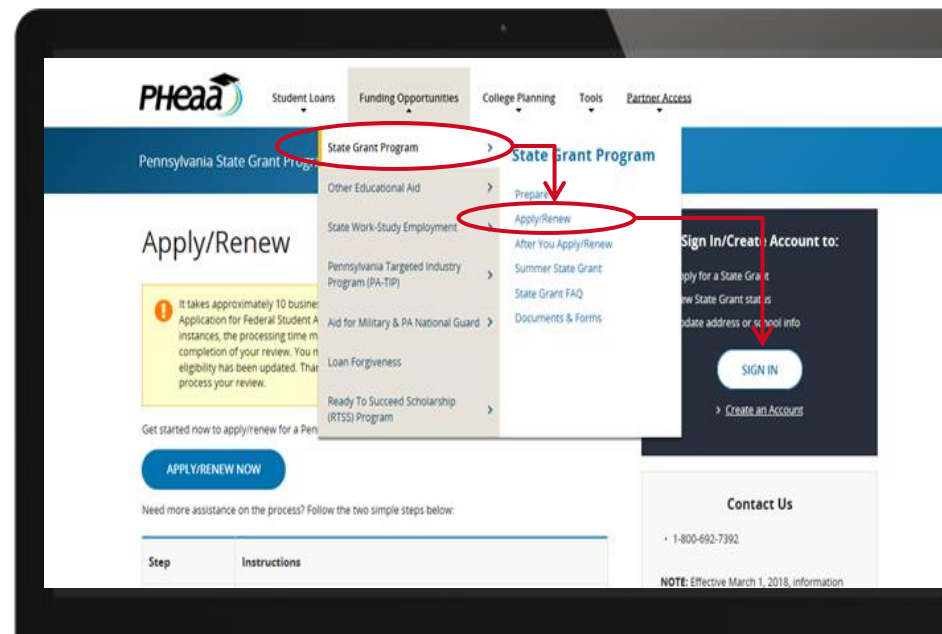 PHEAA
Student Loans
Funding Opportunities
College Planning
Tools
Partner Access
Pennsylvania State Grant Progr
State Grant Program
Other Educational Aid
State Work-Study Employment
Pennsylvania Targeted Industry
Program (PA-TIP)
Aid for Military & PA National Guard
Loan Forgiveness
Ready To Succeed Scholarship
(RTSS) Program
State Grant Program
Prepare
Apply/Renew
After You Apply/Renew
Summer State Grant
State Grant FAQ
Documents & Forms
Apply/Renew
It takes approximately 10 busines
Application for Federal Student A
instances, the processing time m
completion of your review. You m
eligibility has been updated. Than
process your review.
Get started now to apply/renew for a Pen
APPLY/RENEW NOW
Need more assistance on the process? Follow the two simple steps below:
Step
Instructions
Sign In/Create Account to:
pply for a State Grant
ew State Grant status
pdate address or school info
SIGN IN
> Create an Account
Contact Us
• 1-800-692-7392
NOTE: Effective March 1, 2018, information